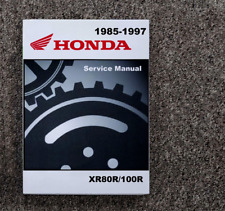 1985-1997
HONDA
Service Manual
XR80R/100R